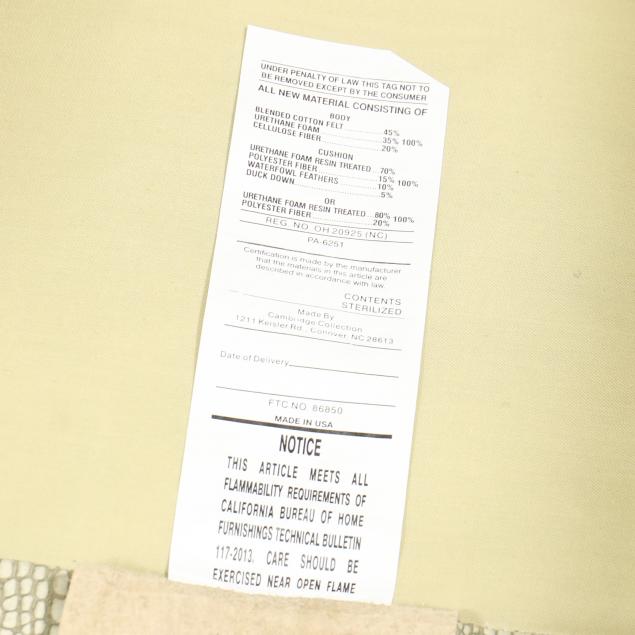 UNDER PENALTY OF LAW THIS TAG NOT TO
BE REMOVED EXCEPT BY THE CONSUMER
ALL NEW MATERIAL CONSISTING OF
BODY
BLENDED COTTON FELT ............ 45%
URETHANE FOAM ............ 35% 100%
CELLULOSE FIBER ............ 20%
CUSHION
URETHANE FOAM RESIN TREATED ... 70%
POLYESTER FIBER ............ 15% 100%
WATERFOWL FEATHERS ............ 10%
DUCK DOWN ............ 5%
OR
URETHANE FOAM RESIN TREATED ... 80% 100%
POLYESTER FIBER ............ 20%
REG. NO. OH 20925 (NC)
PA-6251
Certification is made by the manufacturer
that the materials in this article are
described in accordance with law.
CONTENTS
STERILIZED
Made By
Cambridge Collection
1211 Keisler Rd., Conover, NC 28613
Date of Delivery
FTC NO. 86850
MADE IN USA
NOTICE
THIS ARTICLE MEETS ALL
FLAMMABILITY REQUIREMENTS OF
CALIFORNIA BUREAU OF HOME
FURNISHINGS TECHNICAL BULLETIN
117-2013. CARE SHOULD BE
EXERCISED NEAR OPEN FLAME